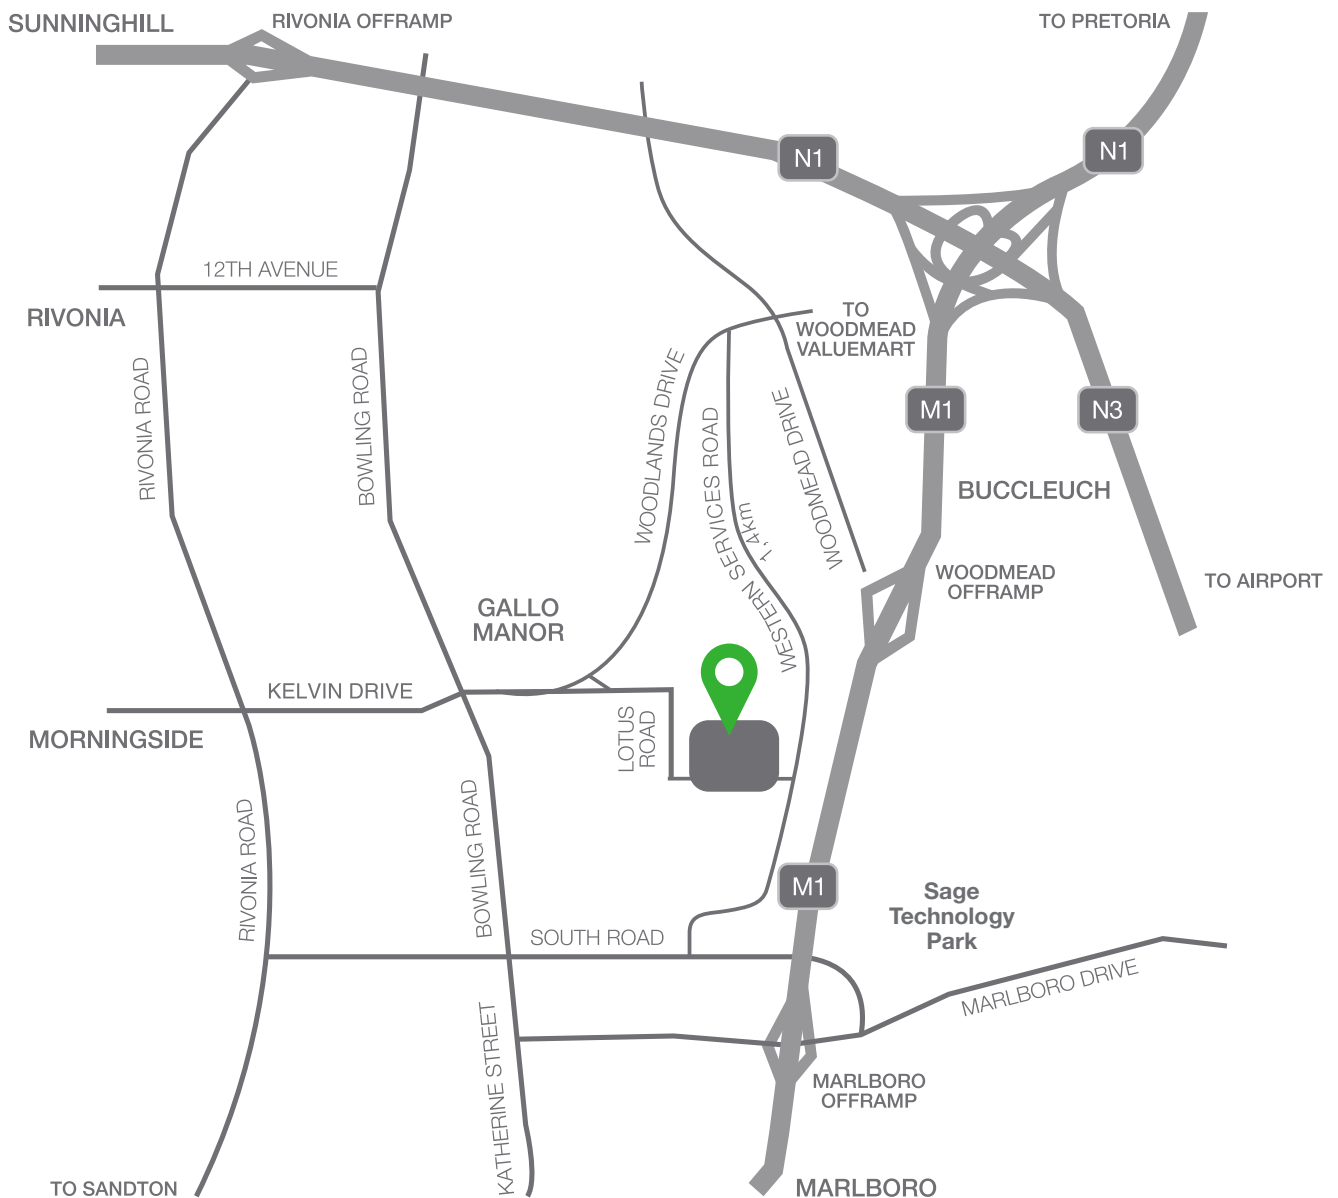 SUNNINGHILL
RIVONIA OFFRAMP
TO PRETORIA
N1
N1
12TH AVENUE
RIVONIA
TO
WOODMEAD
VALUEMART
RIVONIA ROAD
BOWLING ROAD
WOODLANDS DRIVE
WESTERN SERVICES ROAD
1,4km
WOODMEAD DRIVE
M1
N3
BUCCLEUCH
WOODMEAD
OFFRAMP
TO AIRPORT
GALLO
MANOR
KELVIN DRIVE
MORNINGSIDE
LOTUS
ROAD
RIVONIA ROAD
BOWLING ROAD
M1
Sage
Technology
Park
SOUTH ROAD
MARLBORO DRIVE
KATHERINE STREET
MARLBORO
OFFRAMP
TO SANDTON
MARLBORO